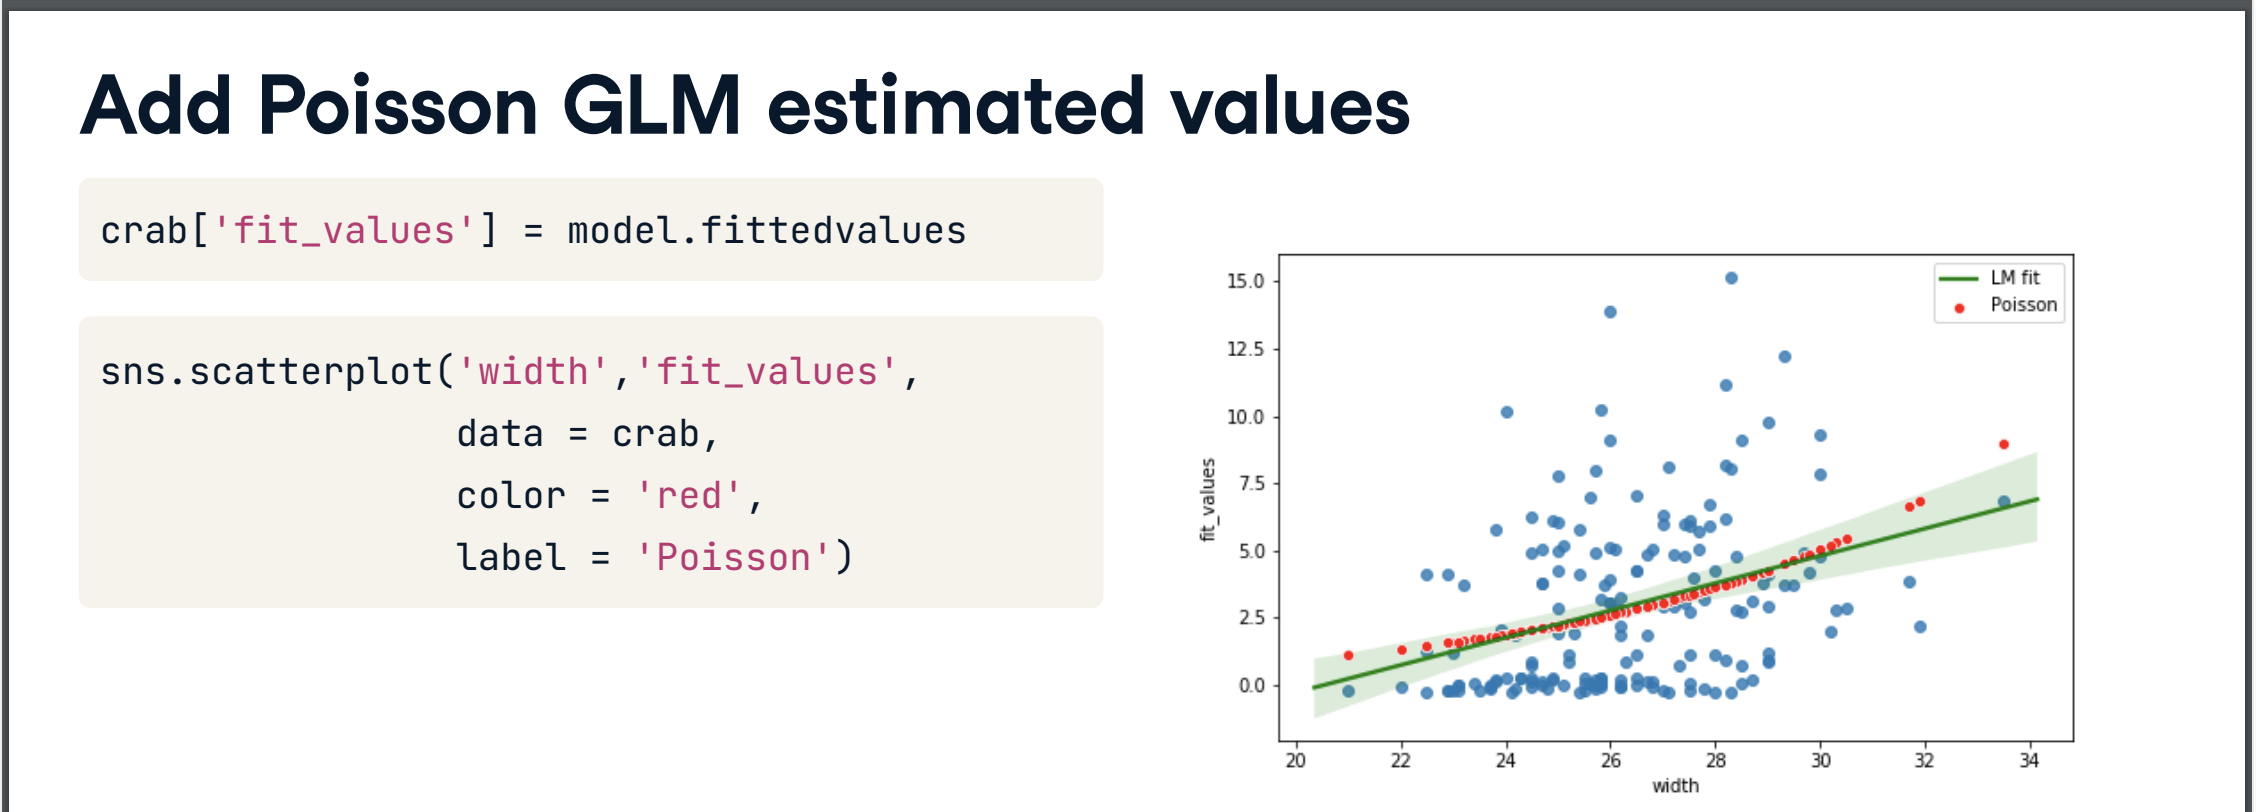 Add Poisson GLM estimated values
crab['fit_values'] = model.fittedvalues
sns.scatterplot('width','fit_values',
data = crab,
color = 'red',
label = 'Poisson')
LM fit
Poisson
15.0
12.5
10.0
7.5
5.0
2.5
0.0
fit_values
20 22 24 26 28 30 32 34
width